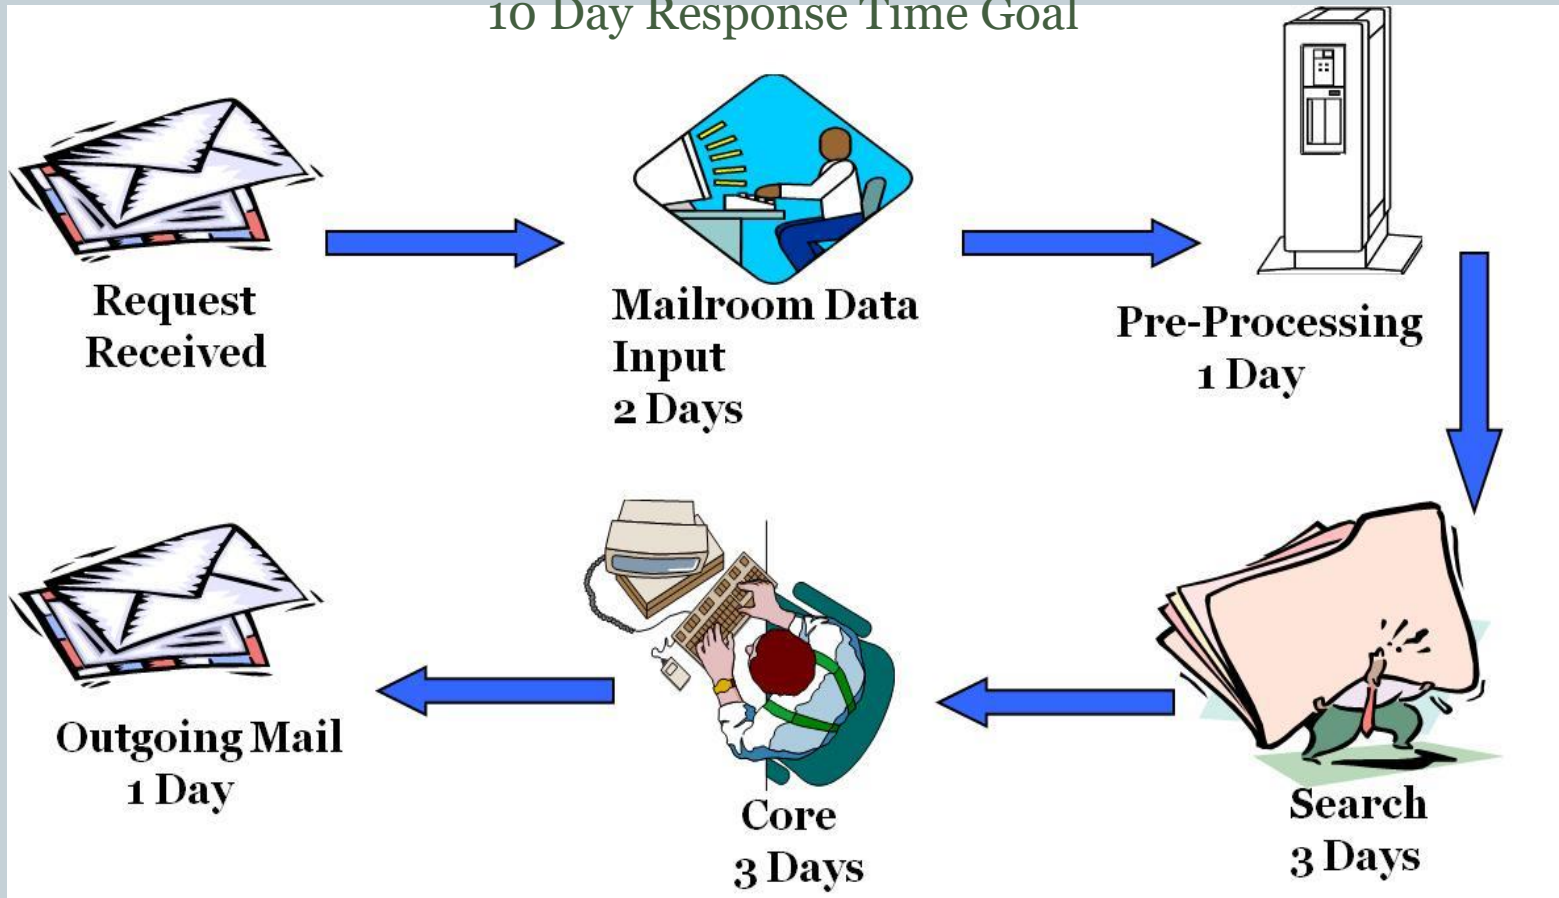 10 Day Response Time Goal
Request
Received
Mailroom Data
Input
2 Days
Pre-Processing
1 Day
Outgoing Mail
1 Day
Core
3 Days
Search
3 Days